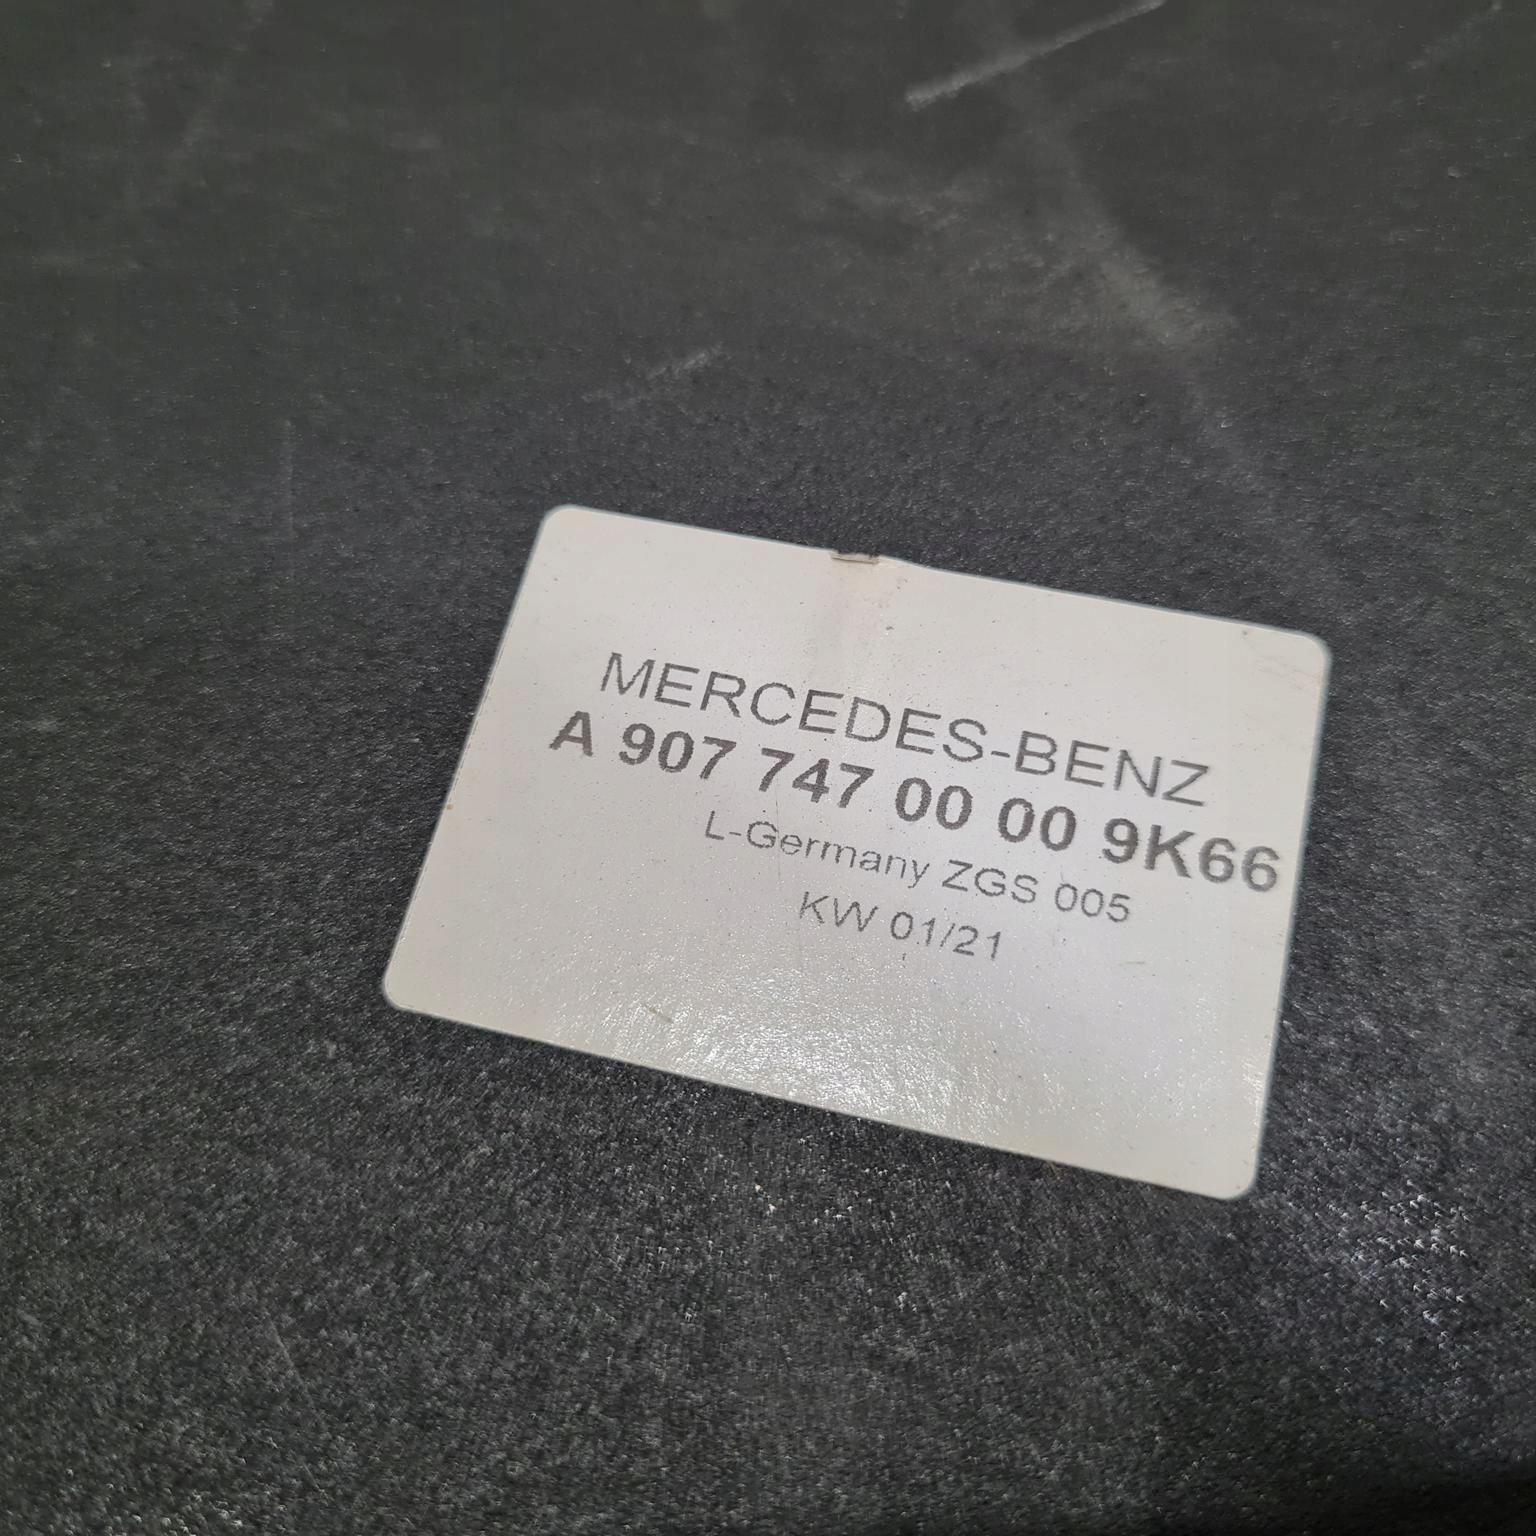 MERCEDES-BENZ
A 907 747 00 00 9K66
L-Germany ZGS 005
KW 01/21